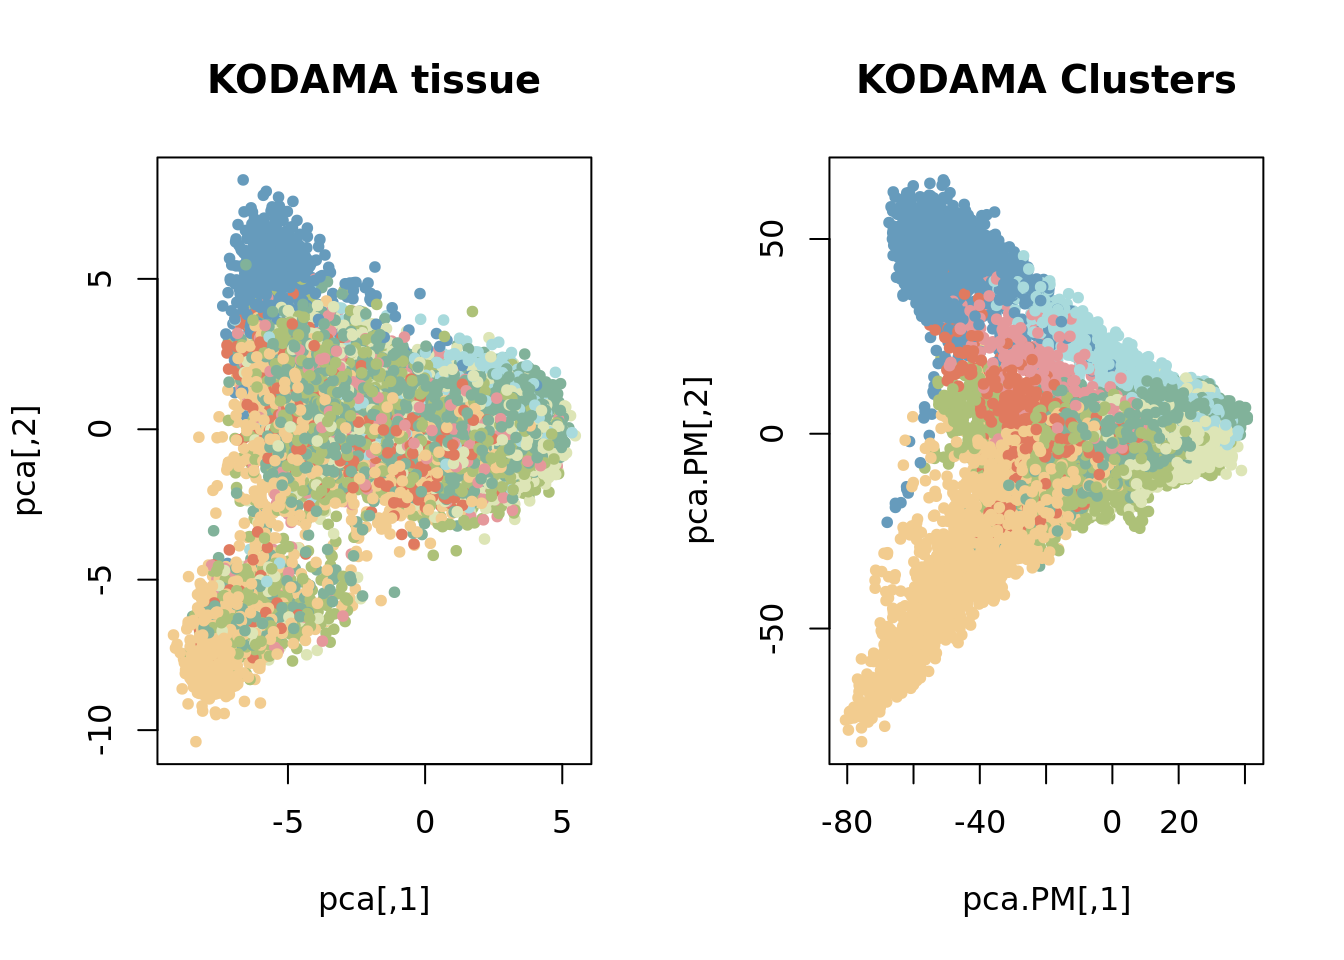 KODAMA tissue
pca[,2]
5
0
-5
-10
-5 0 5
pca[,1]
KODAMA Clusters
pca.PM[,2]
50
0
-50
-80 -40 0 20
pca.PM[,1]